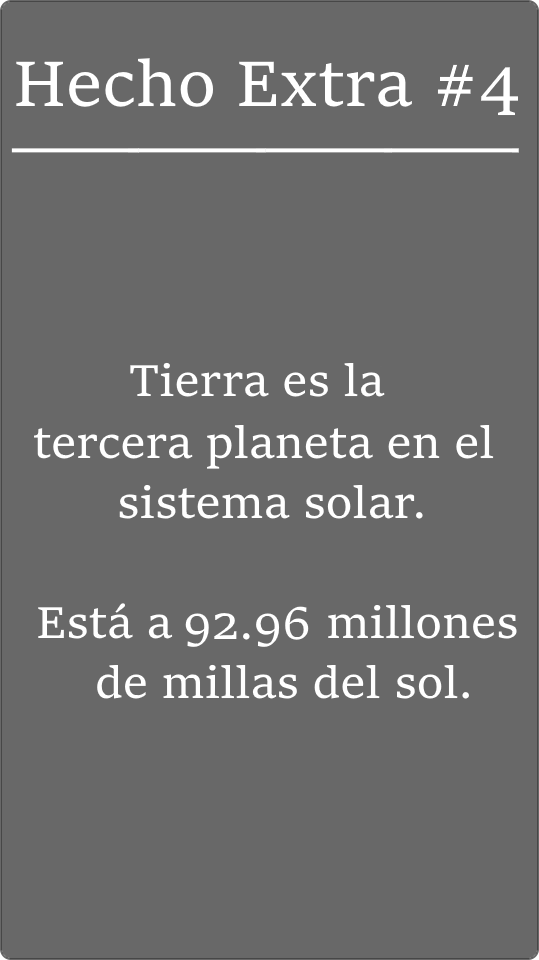 Hecho Extra #4
Tierra es la
tercera planeta en el
sistema solar.
Está a 92.96 millones
de millas del sol.